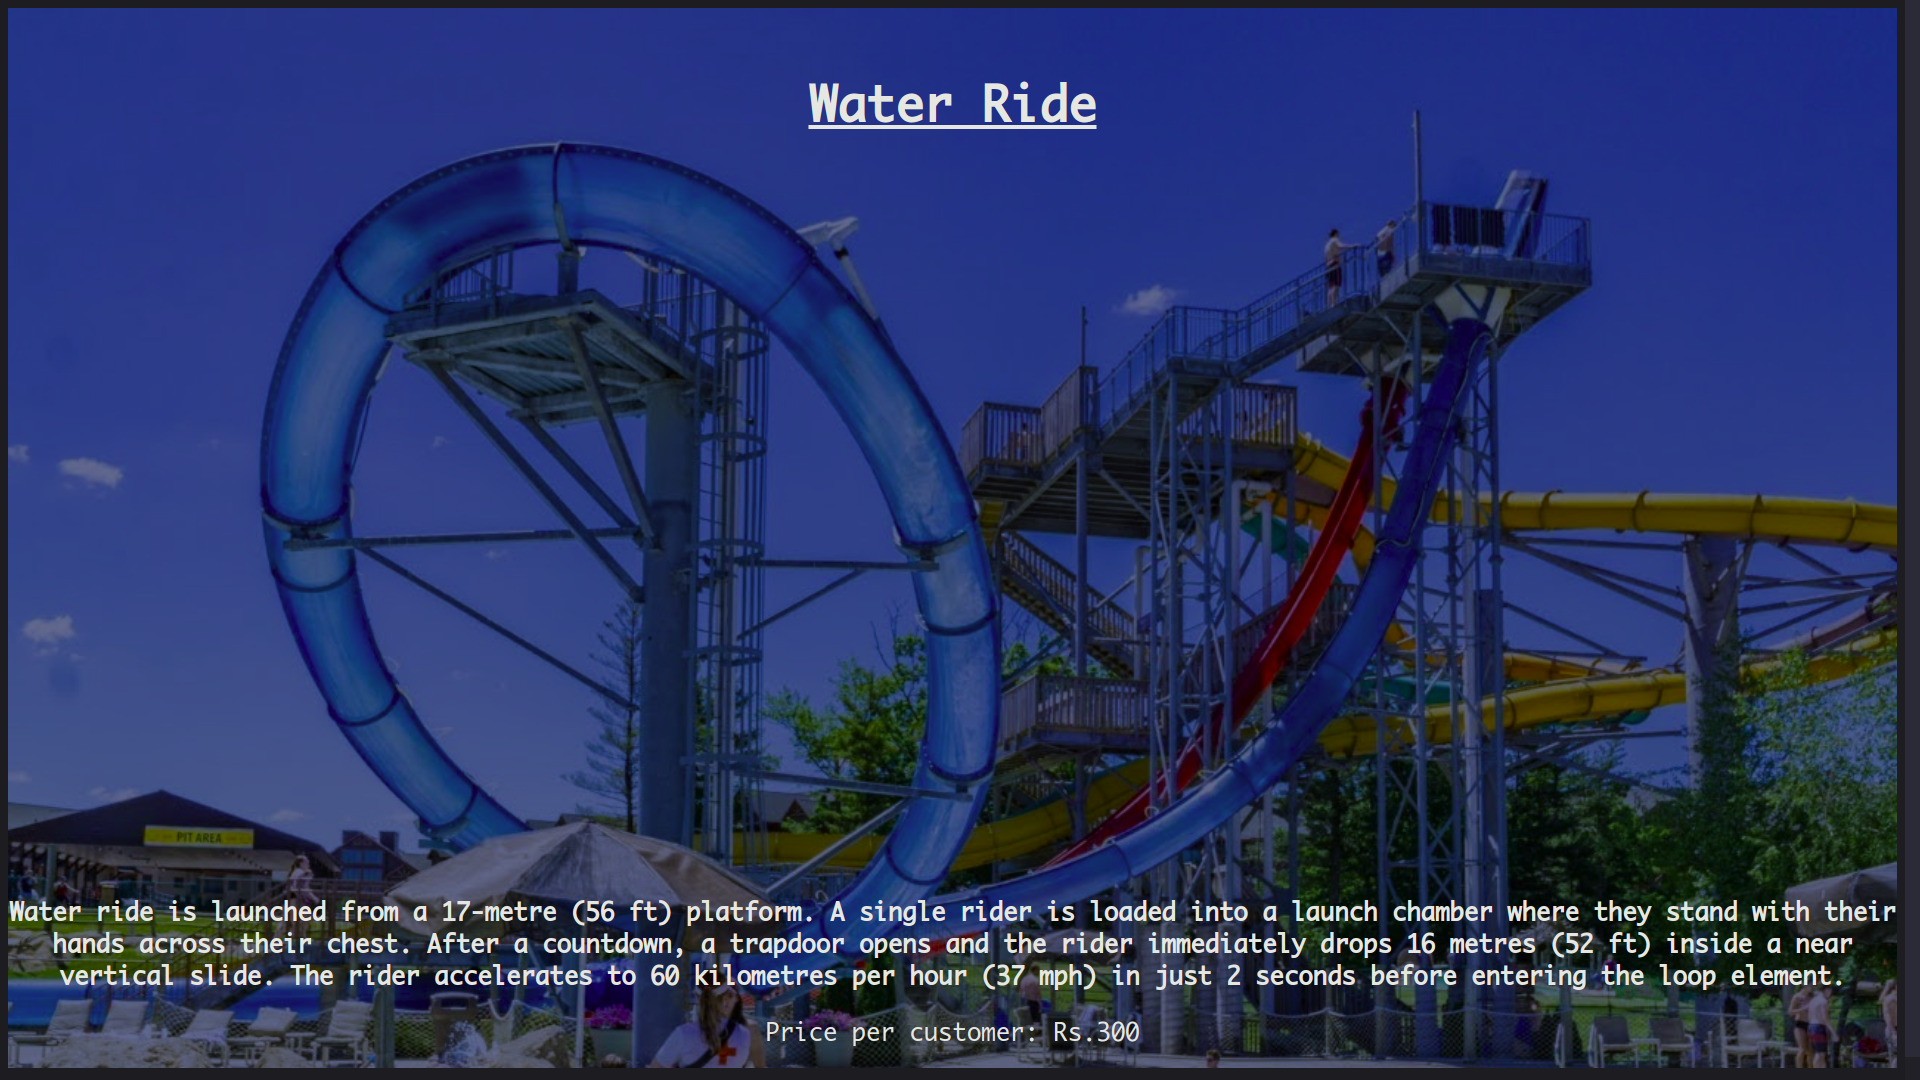 Water Ride
PIT AREA
Water ride is launched from a 17-metre (56 ft) platform. A single rider is loaded into a launch chamber where they stand with their
hands across their chest. After a countdown, a trapdoor opens and the rider immediately drops 16 metres (52 ft) inside a near
vertical slide. The rider accelerates to 60 kilometres per hour (37 mph) in just 2 seconds before entering the loop element.
Price per customer: Rs.300